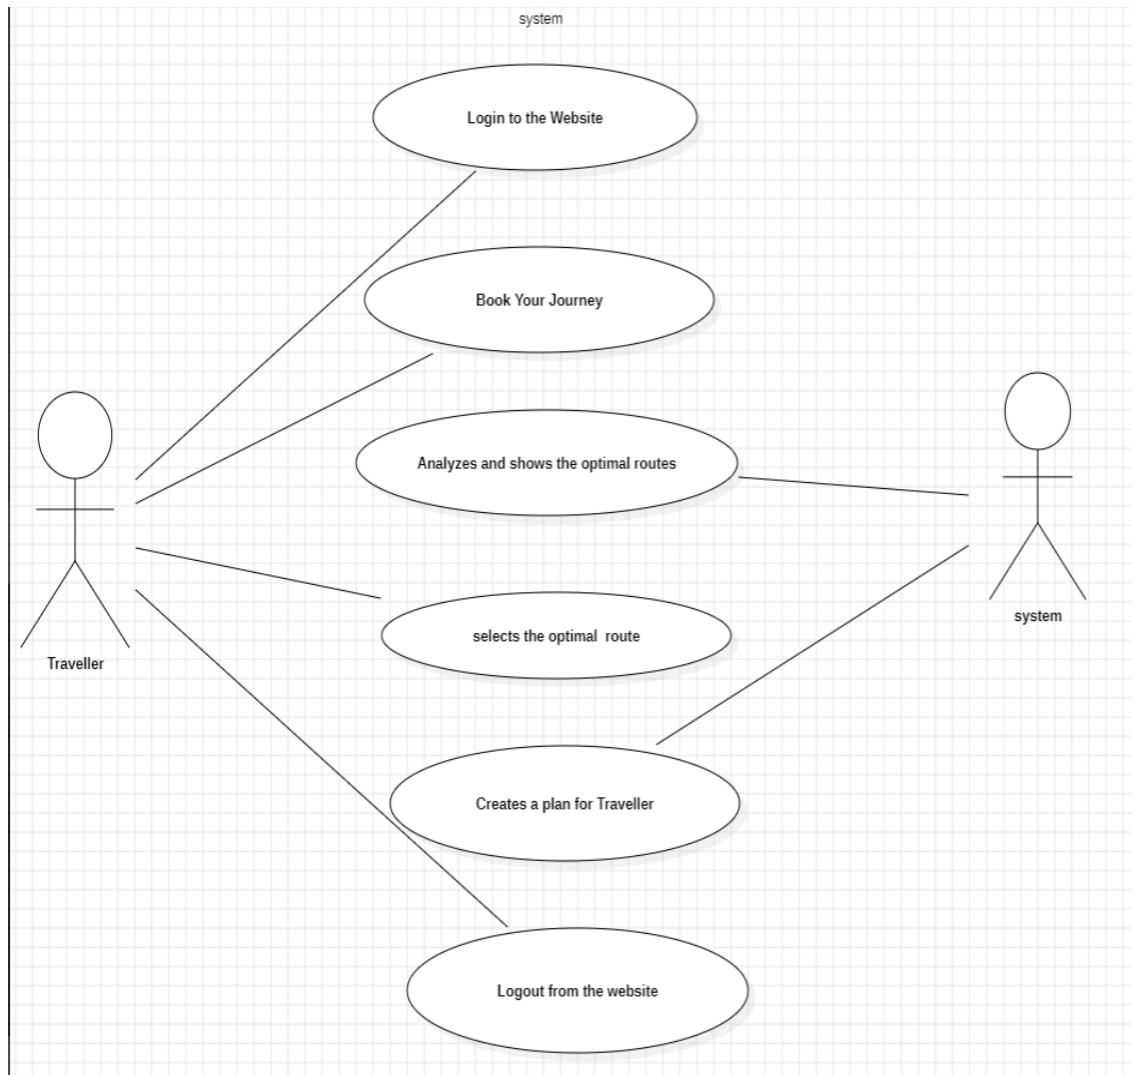 system
Login to the Website
Book Your Journey
Analyzes and shows the optimal routes
selects the optimal  route
Creates a plan for Traveller
Logout from the website
Traveller
system